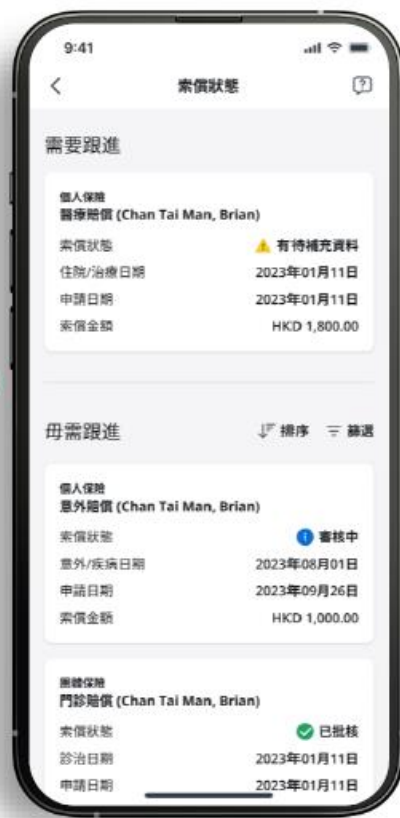 9:41
索償狀態
需要跟進
個人保險
醫療賠償 (Chan Tai Man, Brian)
索償狀態 有待補充資料
住院/治療日期 2023年01月11日
申請日期 2023年01月11日
索償金額 HKD 1,800.00
毋需跟進 排序 篩選
個人保險
意外賠償 (Chan Tai Man, Brian)
索償狀態 審核中
意外/疾病日期 2023年08月01日
申請日期 2023年09月26日
索償金額 HKD 1,000.00
團體保險
門診賠償 (Chan Tai Man, Brian)
索償狀態 已批核
診治日期 2023年01月11日
申請日期 2023年01月11日